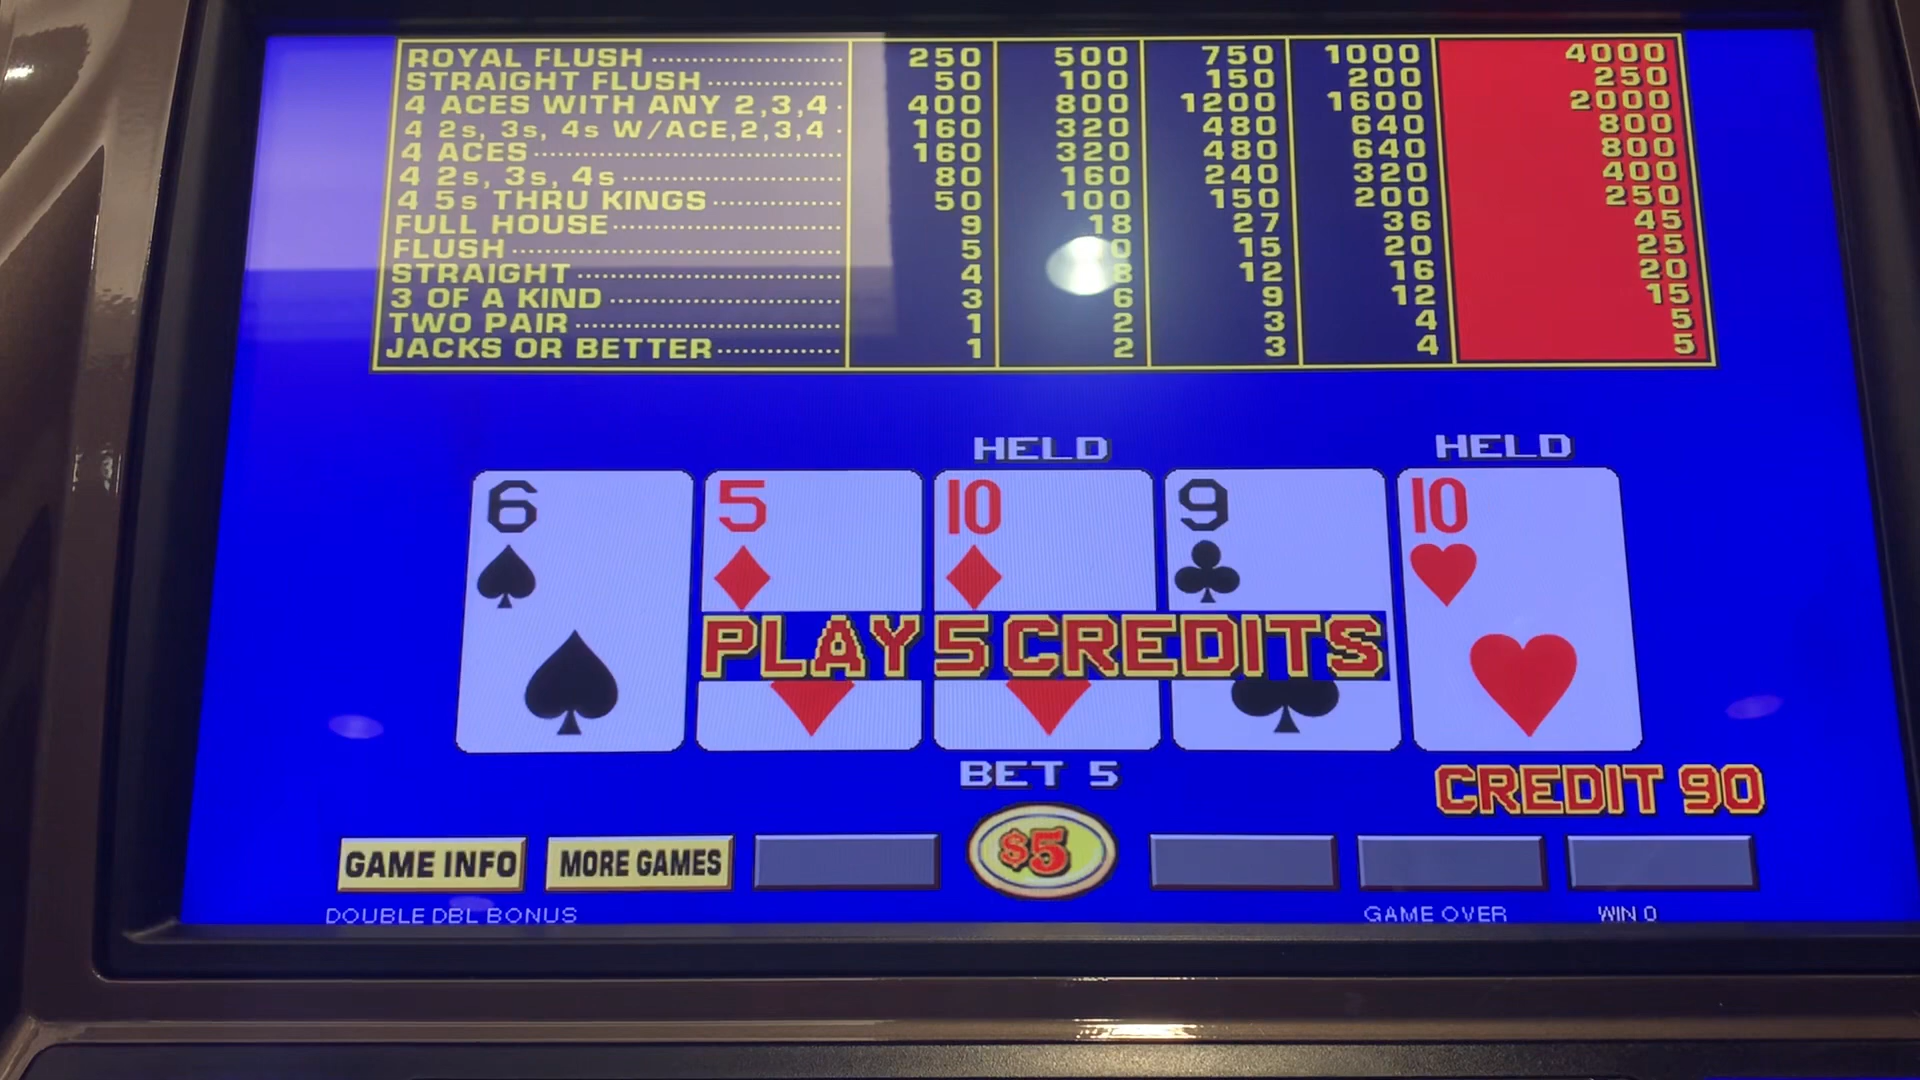 ROYAL FLUSH 250 500 750 1000 4000
STRAIGHT FLUSH 50 100 150 200 250
4 ACES WITH ANY 2,3,4 400 800 1200 1600 2000
4 2s, 3s, 4s W/ACE,2,3,4 160 320 480 640 800
4 ACES 160 320 480 640 800
4 2s, 3s, 4s 80 160 240 320 400
4 5s THRU KINGS 50 100 150 200 250
FULL HOUSE 9 18 27 36 45
FLUSH 5 15 20 25
STRAIGHT 4 8 12 16 20
3 OF A KIND 3 6 9 12 15
TWO PAIR 1 2 3 4 5
JACKS OR BETTER 1 2 3 4 5
HELD HELD
6 5 10 9 10
PLAY 5 CREDITS
BET 5
CREDIT 90
GAME INFO MORE GAMES $5
DOUBLE DBL BONUS GAME OVER WIN 0